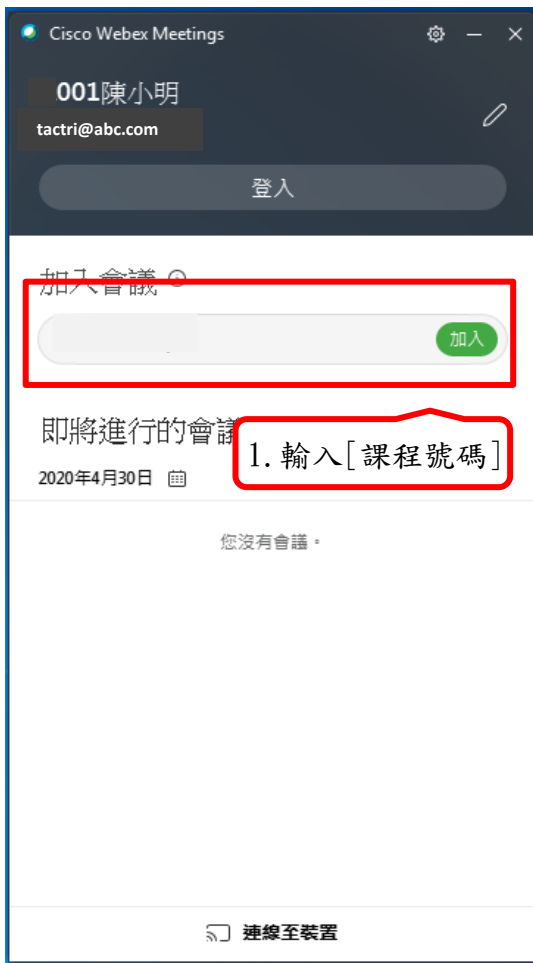 Cisco Webex Meetings
001陳小明
tactri@abc.com
登入
加入會議
加入
即將進行的會議
1. 輸入[課程號碼]
2020年4月30日
您沒有會議。
連線至裝置